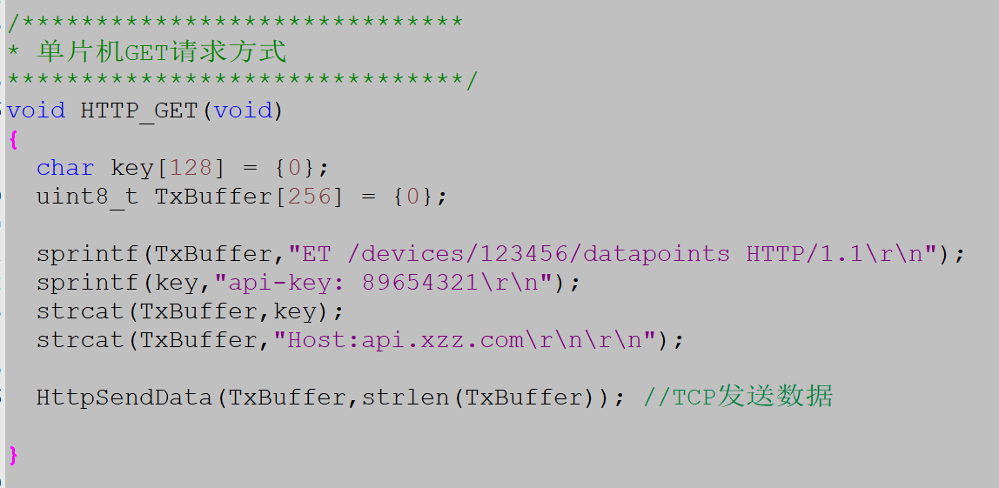 /******************************
* 单片机GET请求方式
*******************************/
void HTTP_GET(void)
{
char key[128] = {0};
uint8_t TxBuffer[256] = {0};
sprintf(TxBuffer,"ET /devices/123456/datapoints HTTP/1.1\r\n");
sprintf(key,"api-key: 89654321\r\n");
strcat(TxBuffer,key);
strcat(TxBuffer,"Host:api.xzz.com\r\n\r\n");
HttpSendData(TxBuffer,strlen(TxBuffer)); //TCP发送数据
}